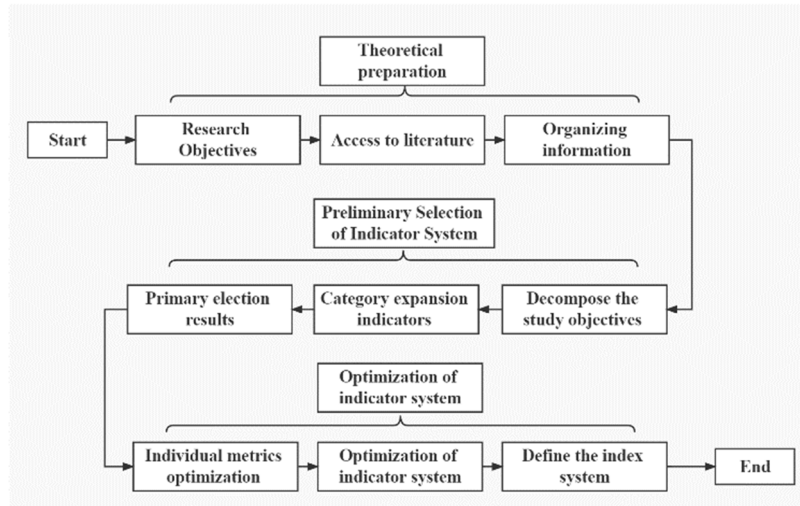 Theoretical
preparation
Start
Research
Objectives
Access to literature
Organizing
information
Preliminary Selection
of Indicator System
Primary election
results
Category expansion
indicators
Decompose the
study objectives
Optimization of
indicator system
Individual metrics
optimization
Optimization of
indicator system
Define the index
system
End